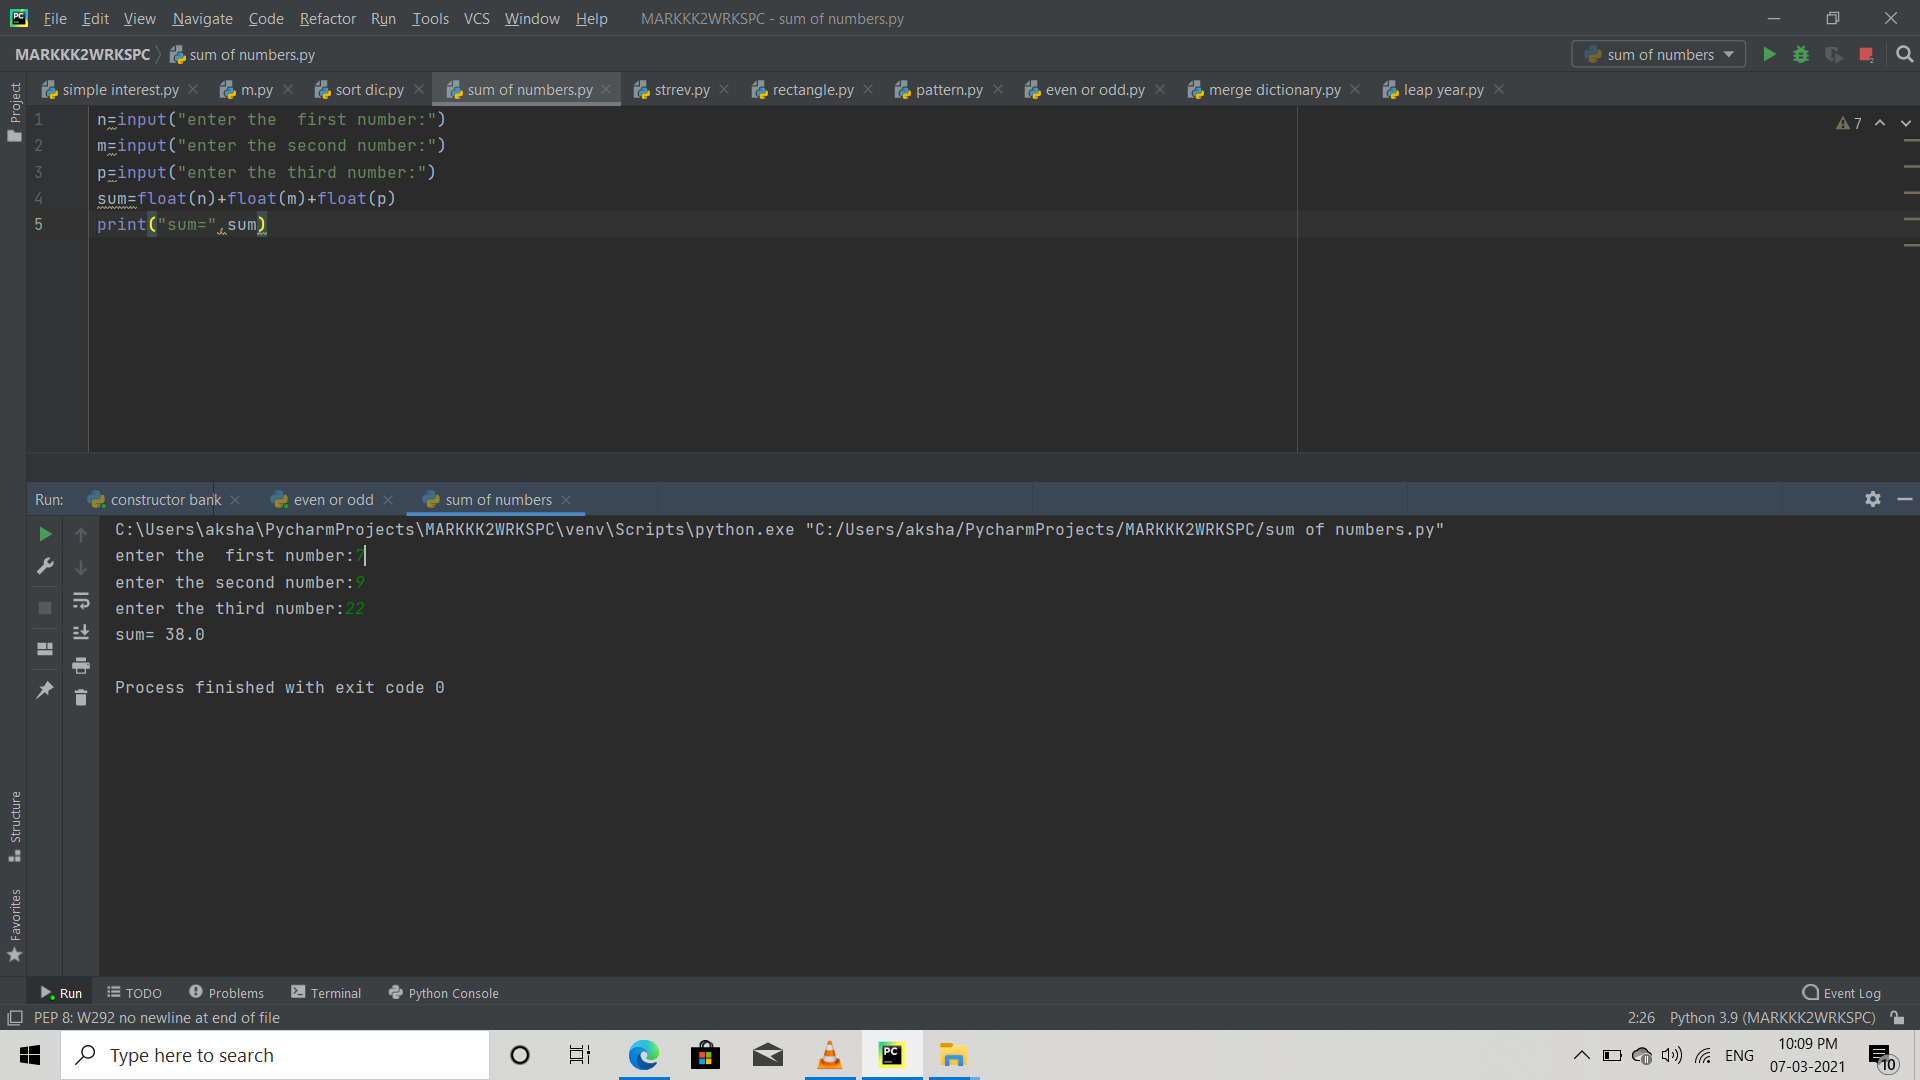 File Edit View Navigate Code Refactor Run Tools VCS Window Help MARKKK2WRKSPC - sum of numbers.py
MARKKK2WRKSPC sum of numbers.py sum of numbers
simple interest.py m.py sort dic.py sum of numbers.py strrev.py rectangle.py pattern.py even or odd.py merge dictionary.py leap year.py
Project
1 n=input("enter the  first number:")
7
2 m=input("enter the second number:")
3 p=input("enter the third number:")
4 sum=float(n)+float(m)+float(p)
5 print("sum=",sum)
Run: constructor bank even or odd sum of numbers
C:\Users\aksha\PycharmProjects\MARKKK2WRKSPC\venv\Scripts\python.exe "C:/Users/aksha/PycharmProjects/MARKKK2WRKSPC/sum of numbers.py"
enter the  first number:7
enter the second number:9
enter the third number:22
sum= 38.0
Process finished with exit code 0
Structure
Favorites
Run TODO Problems Terminal Python Console Event Log
PEP 8: W292 no newline at end of file 2:26 Python 3.9 (MARKKK2WRKSPC)
Type here to search
PC
ENG
10:09 PM
07-03-2021
10